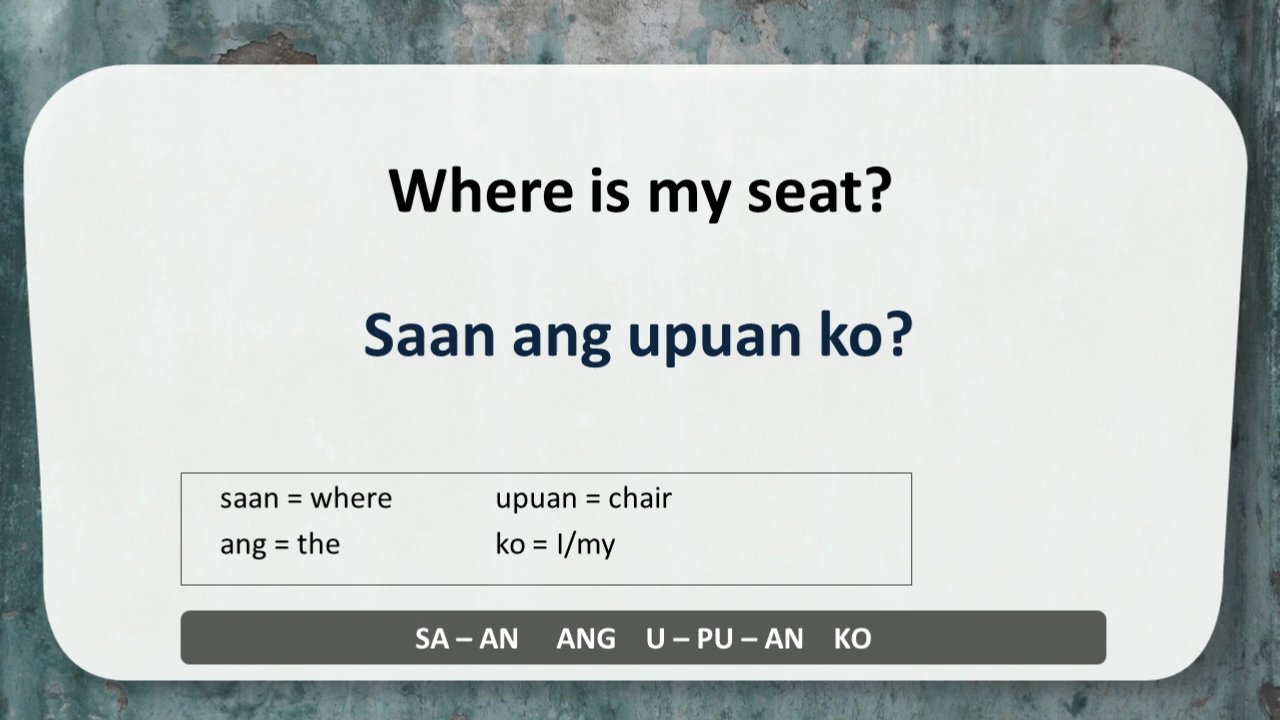 Where is my seat?
Saan ang upuan ko?
saan = where upuan = chair
ang = the ko = I/my
SA – AN ANG U – PU – AN KO